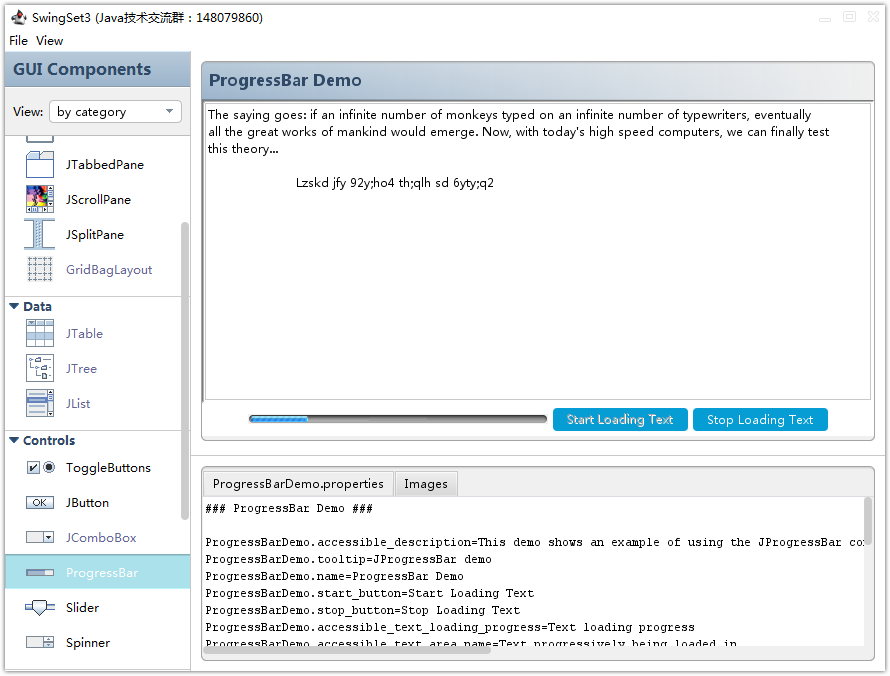 SwingSet3 (Java技术交流群：148079860)
File View
GUI Components
View: by category
JTabbedPane
JScrollPane
JSplitPane
GridBagLayout
Data
JTable
JTree
JList
Controls
ToggleButtons
OK JButton
JComboBox
ProgressBar
Slider
Spinner
ProgressBar Demo
The saying goes: if an infinite number of monkeys typed on an infinite number of typewriters, eventually
all the great works of mankind would emerge. Now, with today's high speed computers, we can finally test
this theory...
Lzskd jfy 92y;ho4 th;qlh sd 6yty;q2
Start Loading Text Stop Loading Text
ProgressBarDemo.properties Images
### ProgressBar Demo ###
ProgressBarDemo.accessible_description=This demo shows an example of using the JProgressBar
ProgressBarDemo.tooltip=JProgressBar demo
ProgressBarDemo.name=ProgressBar Demo
ProgressBarDemo.start_button=Start Loading Text
ProgressBarDemo.stop_button=Stop Loading Text
ProgressBarDemo.accessible_text_loading_progress=Text loading progress
ProgressBarDemo.accessible_text_area_name=Text progressively being loaded in